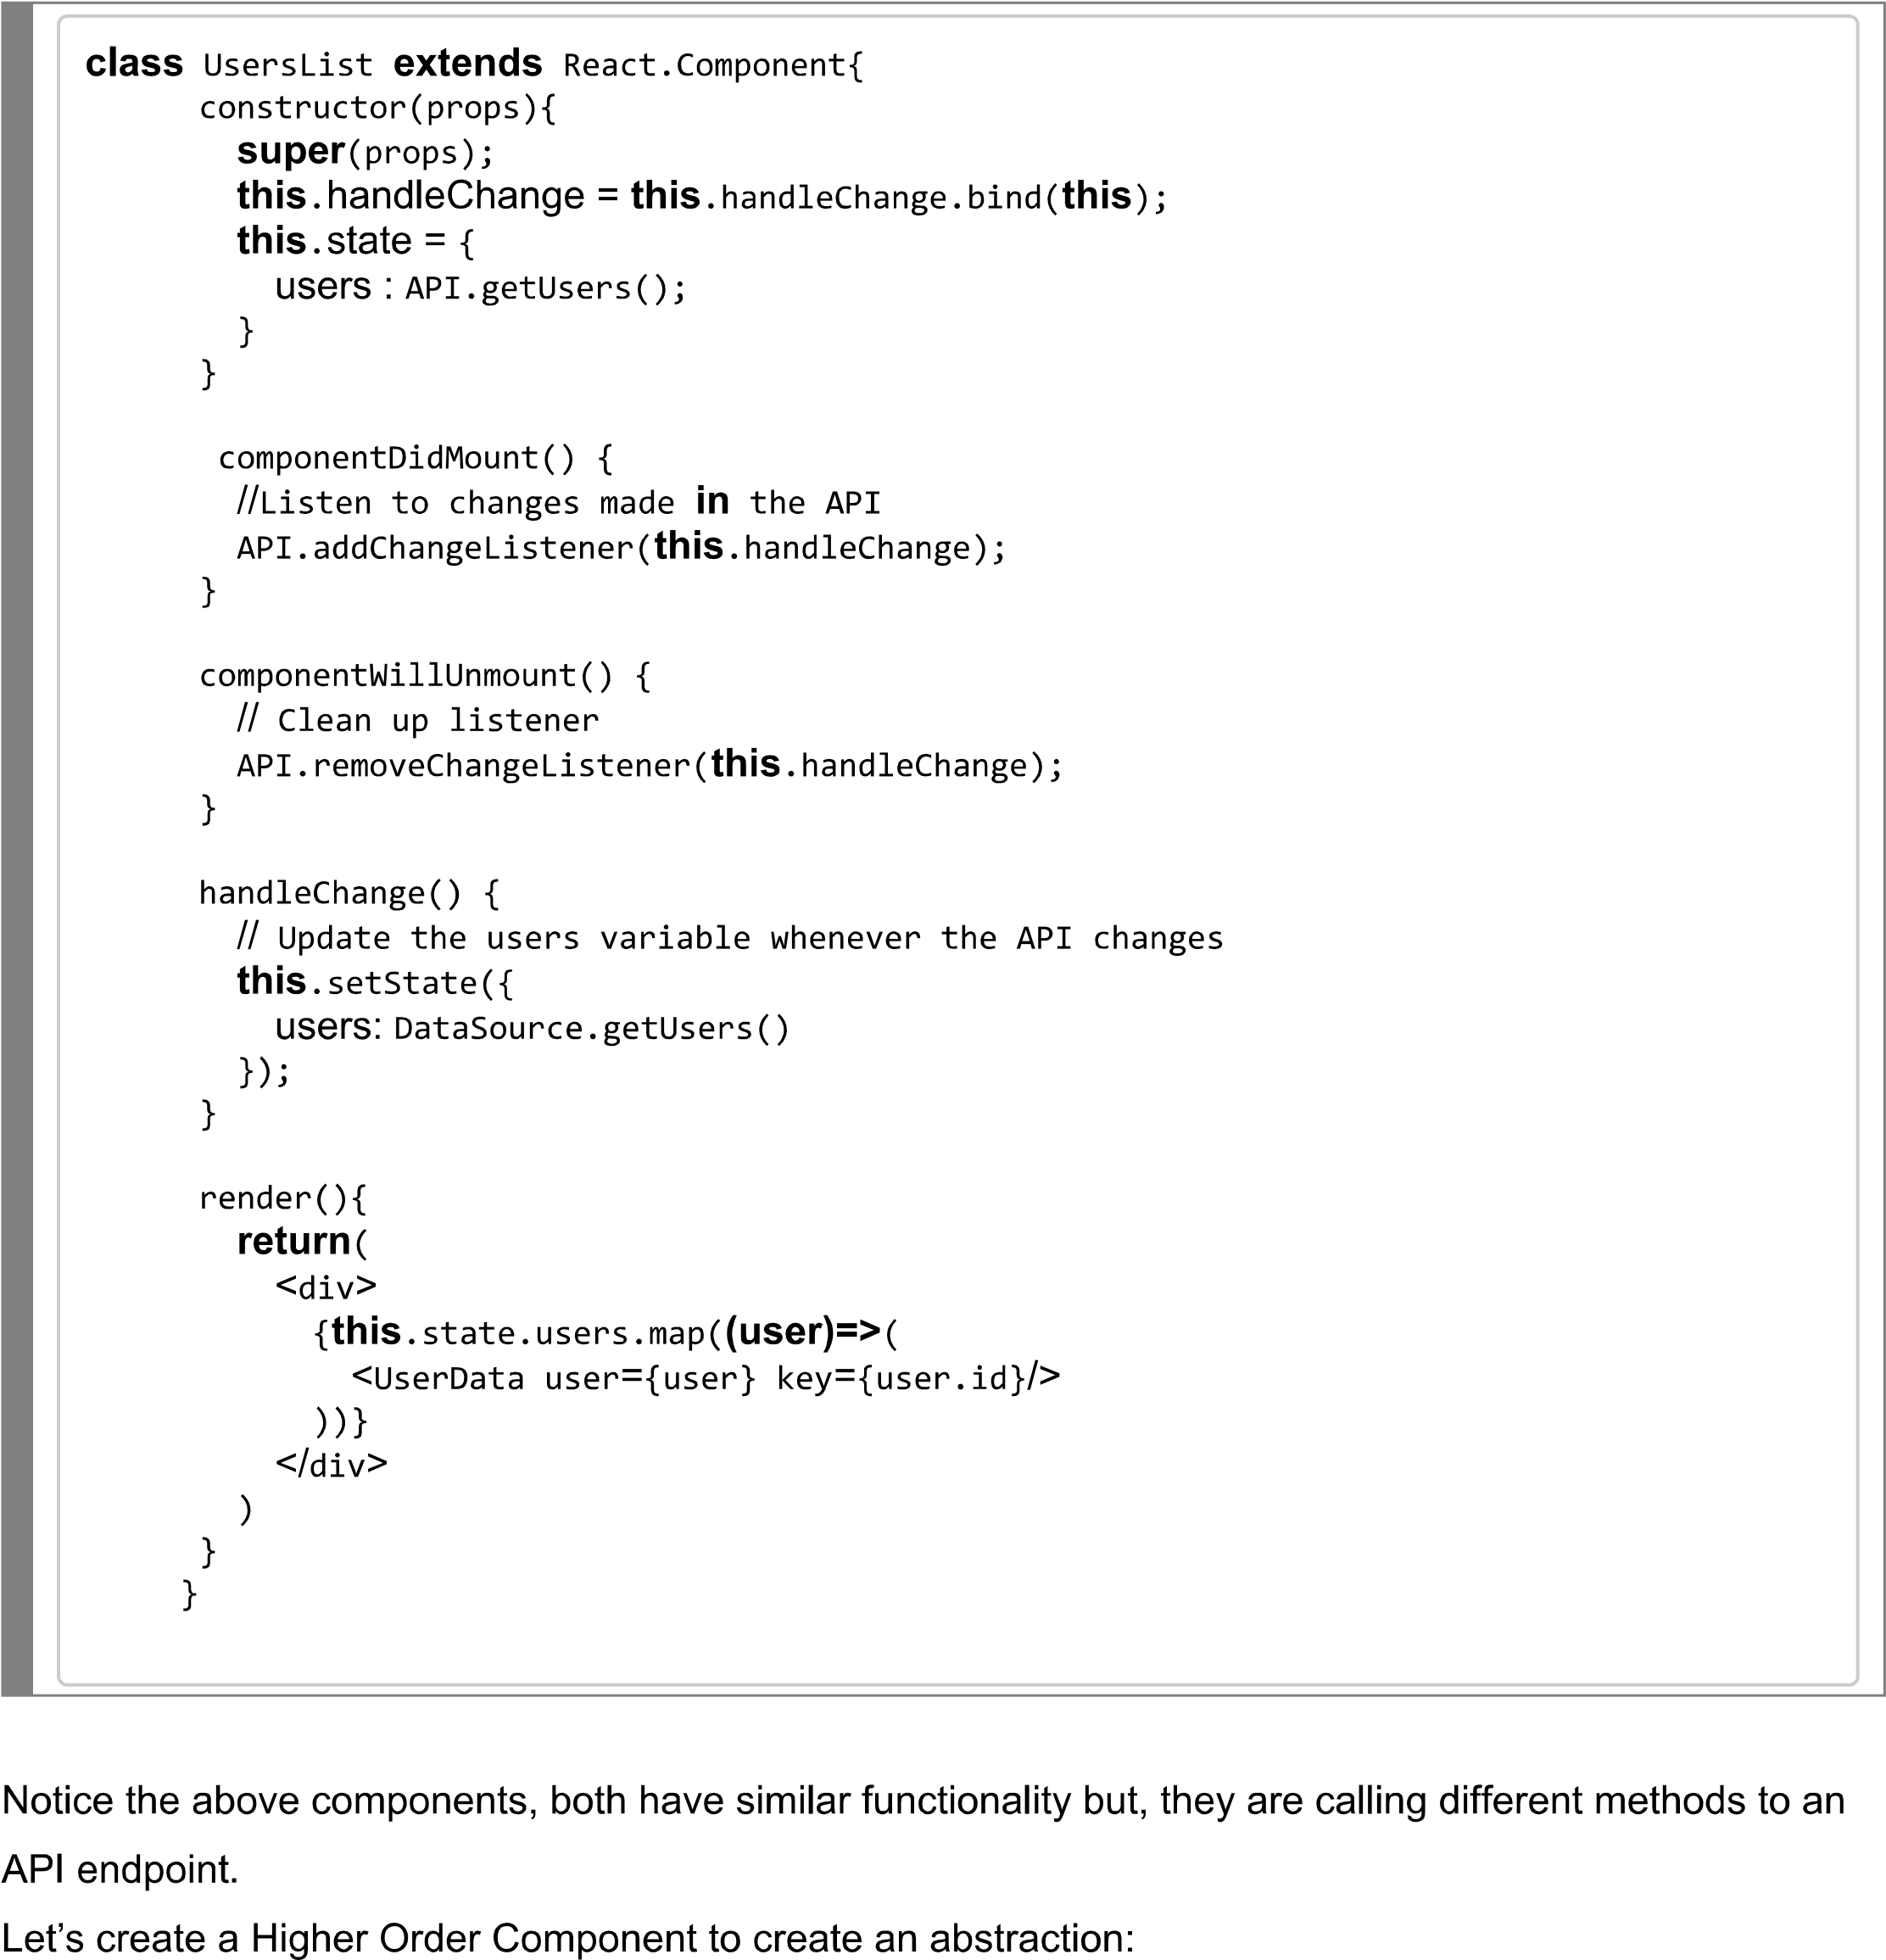 class UsersList extends React.Component{
constructor(props){
super(props);
this.handleChange = this.handleChange.bind(this);
this.state = {
users : API.getUsers();
}
}
componentDidMount() {
//Listen to changes made in the API
API.addChangeListener(this.handleChange);
}
componentWillUnmount() {
// Clean up listener
API.removeChangeListener(this.handleChange);
}
handleChange() {
// Update the users variable whenever the API changes
this.setState({
users: DataSource.getUsers()
});
}
render(){
return(
<div>
{this.state.users.map((user)=>(
<UserData user={user} key={user.id}/>
))}
</div>
)
}
}
Notice the above components, both have similar functionality but, they are calling different methods to an
API endpoint.
Let’s create a Higher Order Component to create an abstraction: